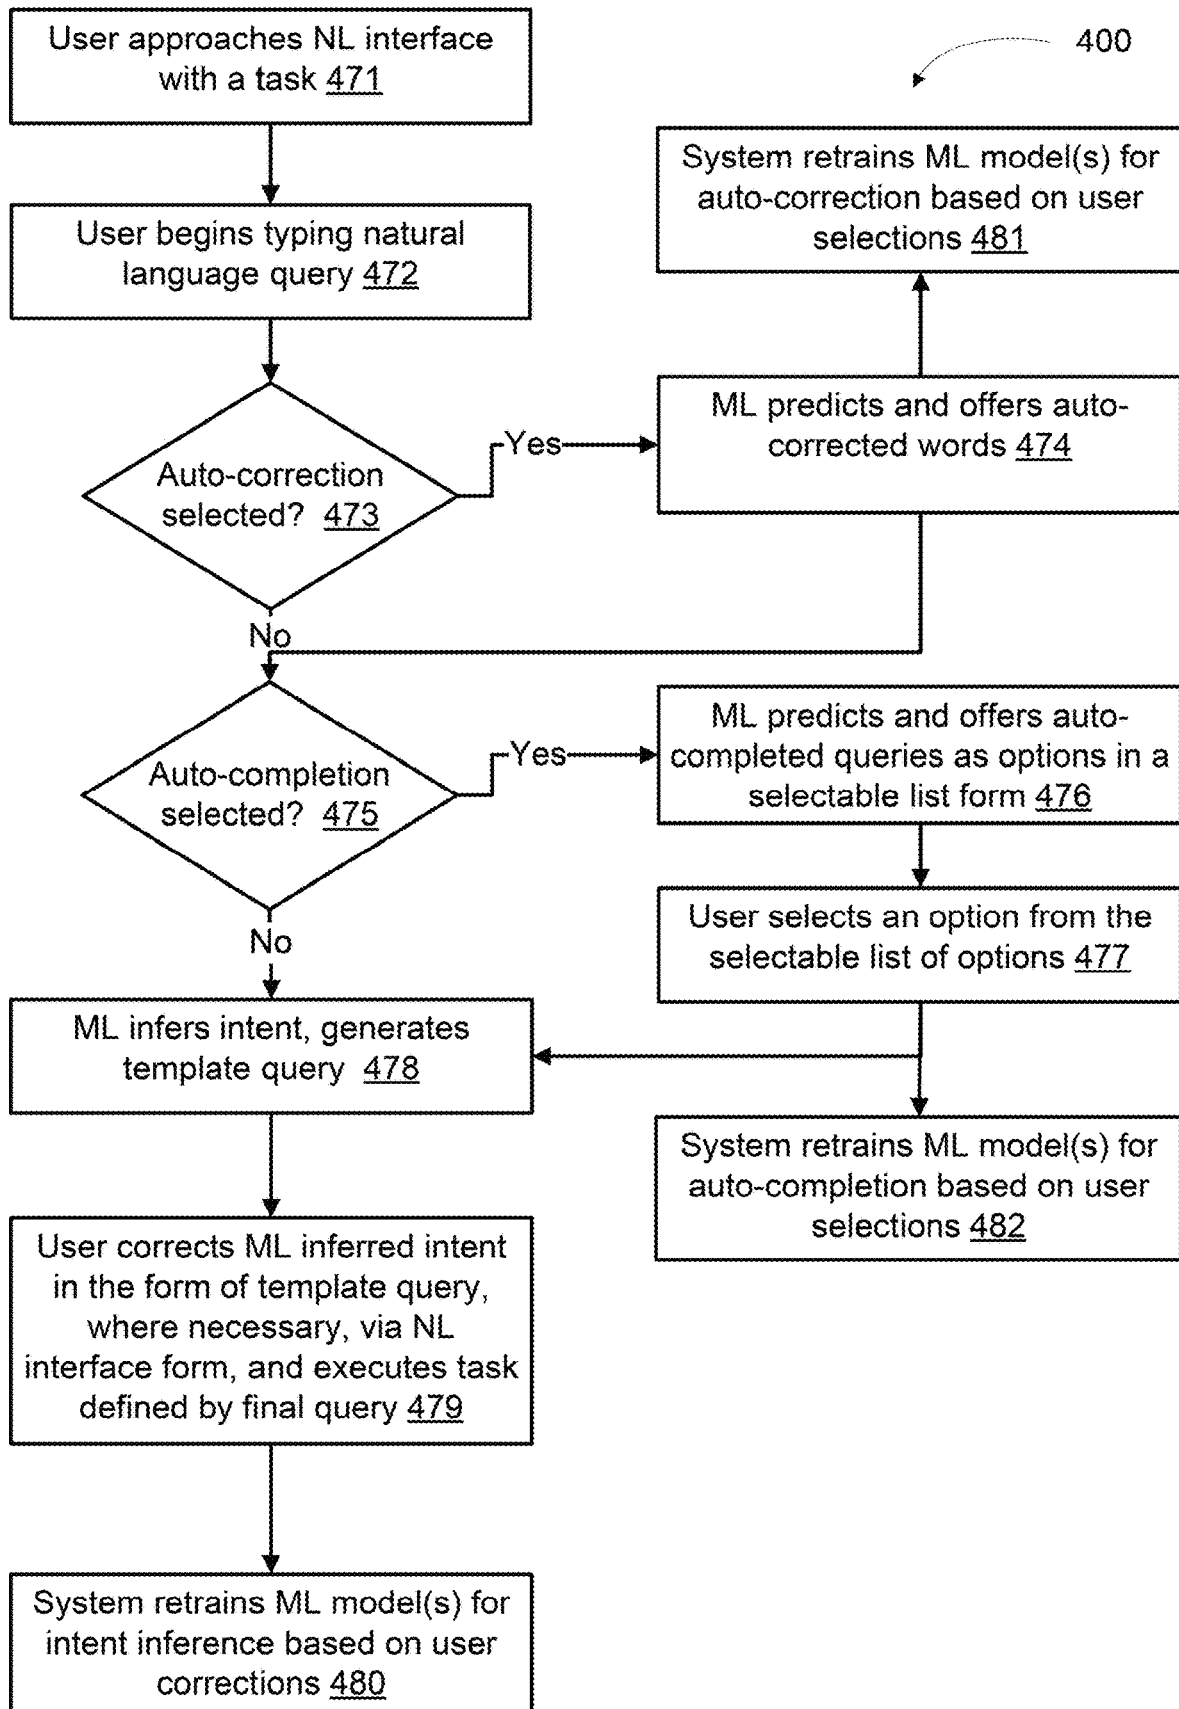 User approaches NL interface
with a task 471
400
System retrains ML model(s) for
auto-correction based on user
selections 481
User begins typing natural
language query 472
ML predicts and offers auto-
corrected words 474
Yes
Auto-correction
selected? 473
No
ML predicts and offers auto-
completed queries as options in a
selectable list form 476
Yes
Auto-completion
selected? 475
User selects an option from the
selectable list of options 477
No
ML infers intent, generates
template query 478
System retrains ML model(s) for
auto-completion based on user
selections 482
User corrects ML inferred intent
in the form of template query,
where necessary, via NL
interface form, and executes task
defined by final query 479
System retrains ML model(s) for
intent inference based on user
corrections 480